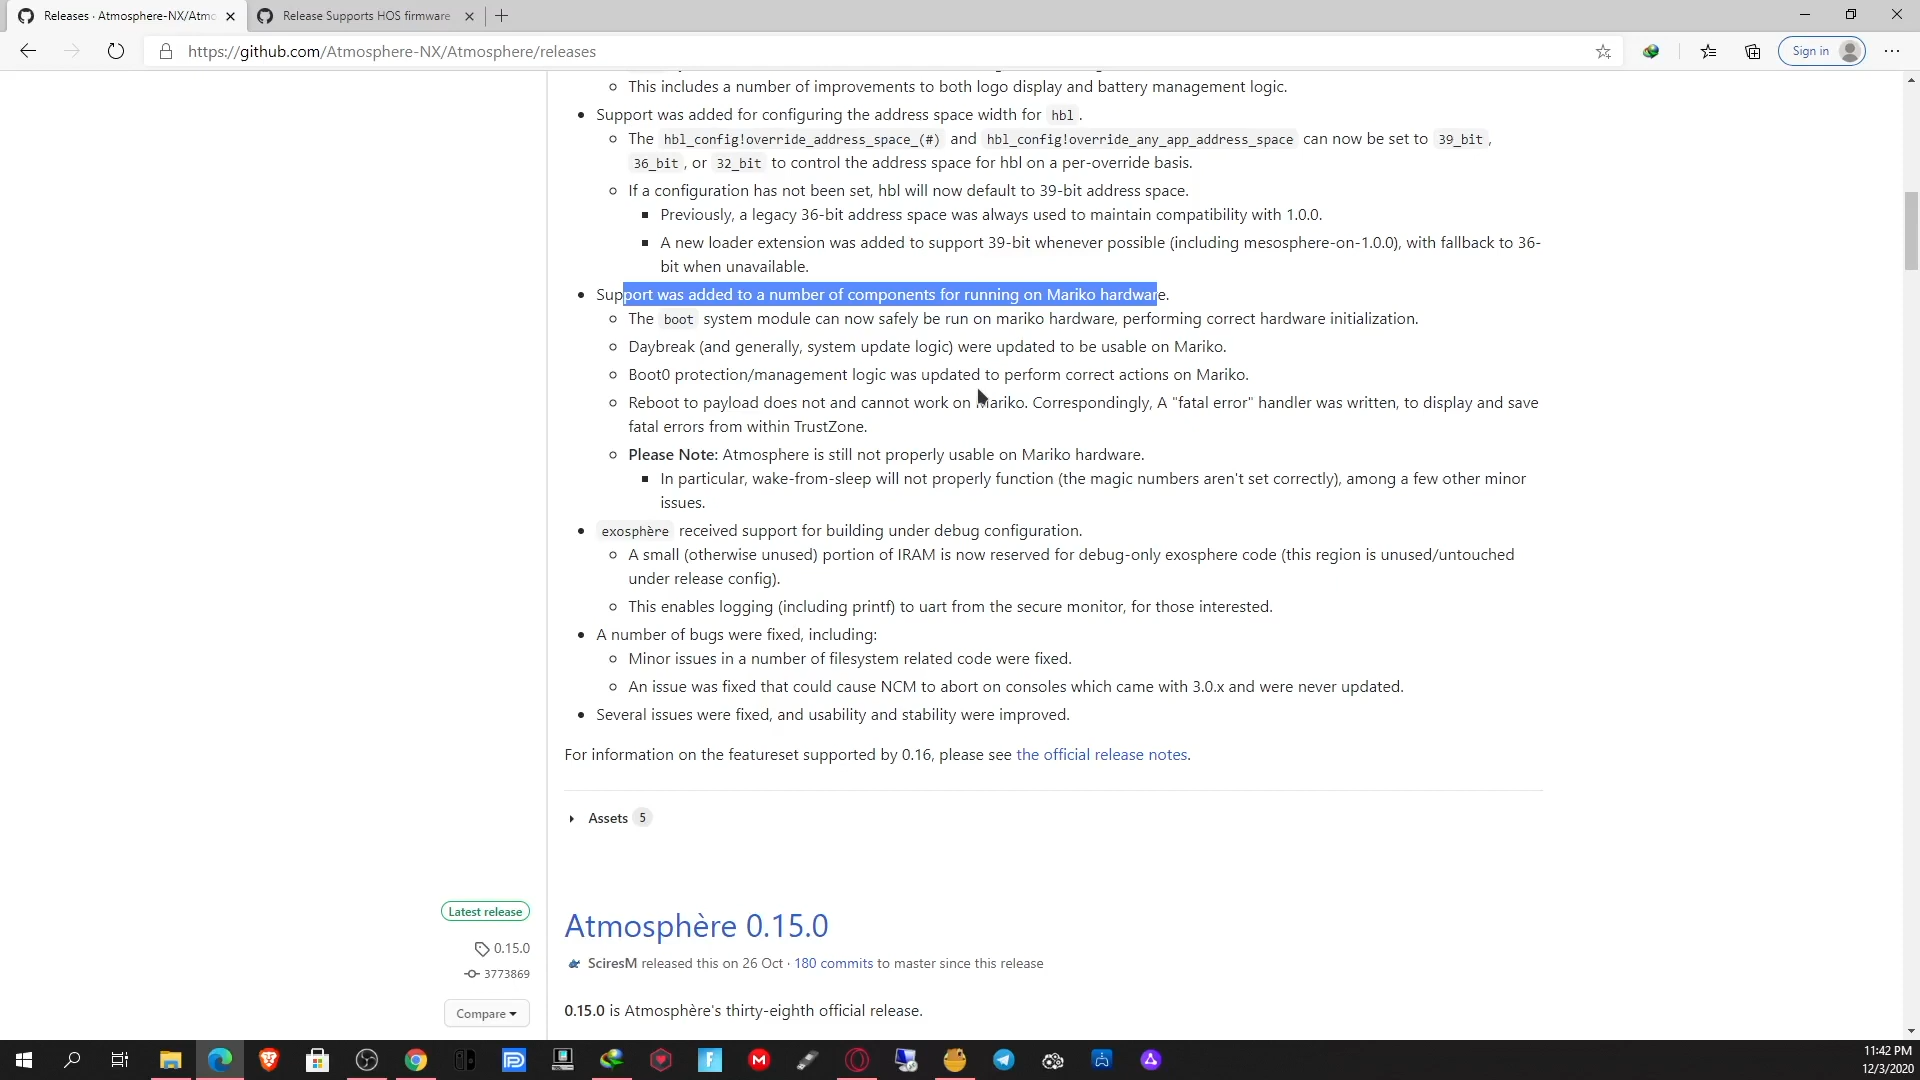 Releases · Atmosphere-NX/Atmo
Release Supports HOS firmware
https://github.com/Atmosphere-NX/Atmosphere/releases
Sign in
This includes a number of improvements to both logo display and battery management logic.
Support was added for configuring the address space width for hbl .
The hbl_config!override_address_space_(#) and hbl_config!override_any_app_address_space can now be set to 39_bit ,
36_bit , or 32_bit to control the address space for hbl on a per-override basis.
If a configuration has not been set, hbl will now default to 39-bit address space.
Previously, a legacy 36-bit address space was always used to maintain compatibility with 1.0.0.
A new loader extension was added to support 39-bit whenever possible (including mesosphere-on-1.0.0), with fallback to 36-
bit when unavailable.
Support was added to a number of components for running on Mariko hardware.
The boot system module can now safely be run on mariko hardware, performing correct hardware initialization.
Daybreak (and generally, system update logic) were updated to be usable on Mariko.
Boot0 protection/management logic was updated to perform correct actions on Mariko.
Reboot to payload does not and cannot work on Mariko. Correspondingly, A "fatal error" handler was written, to display and save
fatal errors from within TrustZone.
Please Note: Atmosphere is still not properly usable on Mariko hardware.
In particular, wake-from-sleep will not properly function (the magic numbers aren't set correctly), among a few other minor
issues.
exosphère received support for building under debug configuration.
A small (otherwise unused) portion of IRAM is now reserved for debug-only exosphere code (this region is unused/untouched
under release config).
This enables logging (including printf) to uart from the secure monitor, for those interested.
A number of bugs were fixed, including:
Minor issues in a number of filesystem related code were fixed.
An issue was fixed that could cause NCM to abort on consoles which came with 3.0.x and were never updated.
Several issues were fixed, and usability and stability were improved.
For information on the featureset supported by 0.16, please see the official release notes.
Assets 5
Latest release
0.15.0
3773869
Compare
Atmosphère 0.15.0
SciresM released this on 26 Oct · 180 commits to master since this release
0.15.0 is Atmosphère's thirty-eighth official release.
11:42 PM
12/3/2020